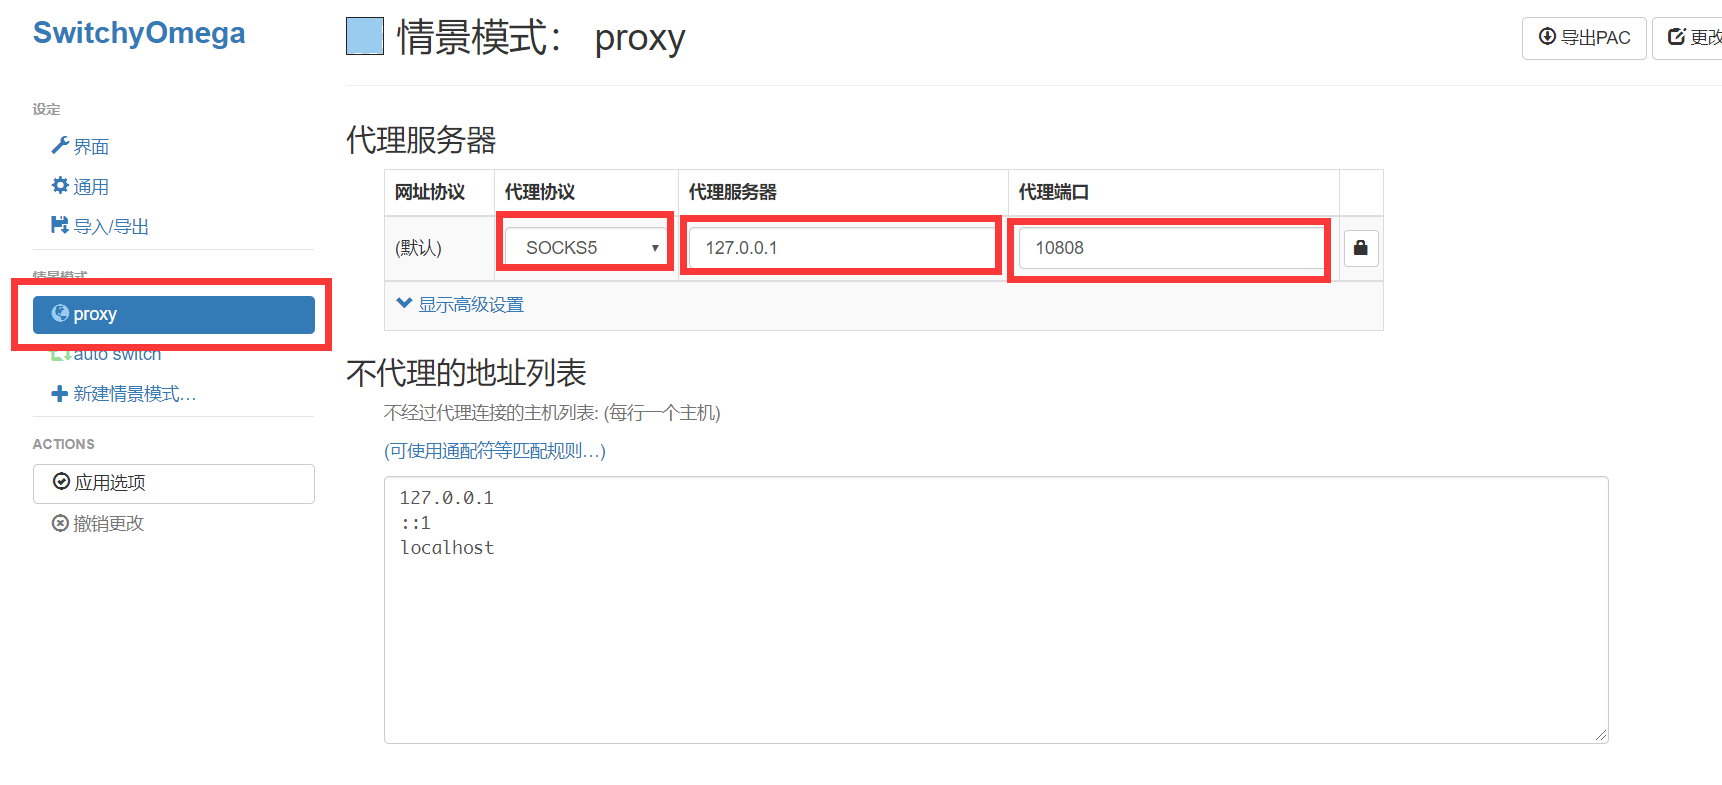 SwitchyOmega
情景模式： proxy
导出PAC
更改
设定
界面
通用
导入/导出
情景模式
proxy
auto switch
新建情景模式…
ACTIONS
应用选项
撤销更改
代理服务器
网址协议 代理协议 代理服务器 代理端口
(默认) SOCKS5 127.0.0.1 10808
显示高级设置
不代理的地址列表
不经过代理连接的主机列表: (每行一个主机)
(可使用通配符等匹配规则…)
127.0.0.1
::1
localhost